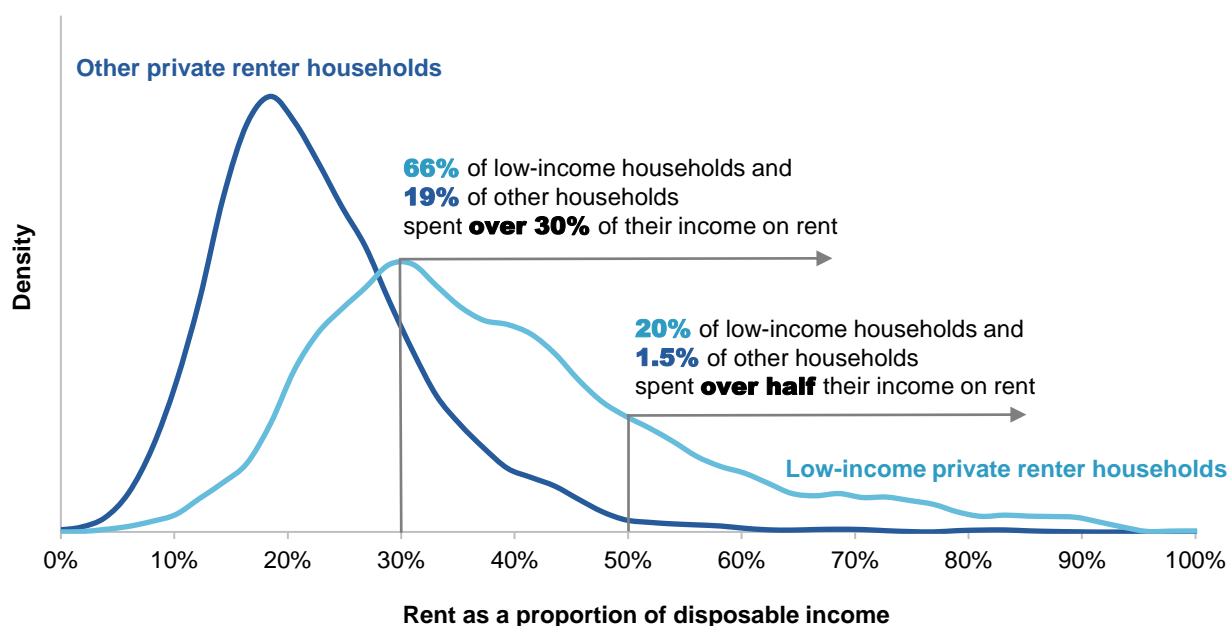 Other private renter households
66% of low-income households and
19% of other households
spent over 30% of their income on rent
20% of low-income households and
1.5% of other households
spent over half their income on rent
Low-income private renter households
Density
0% 10% 20% 30% 40% 50% 60% 70% 80% 90% 100%
Rent as a proportion of disposable income